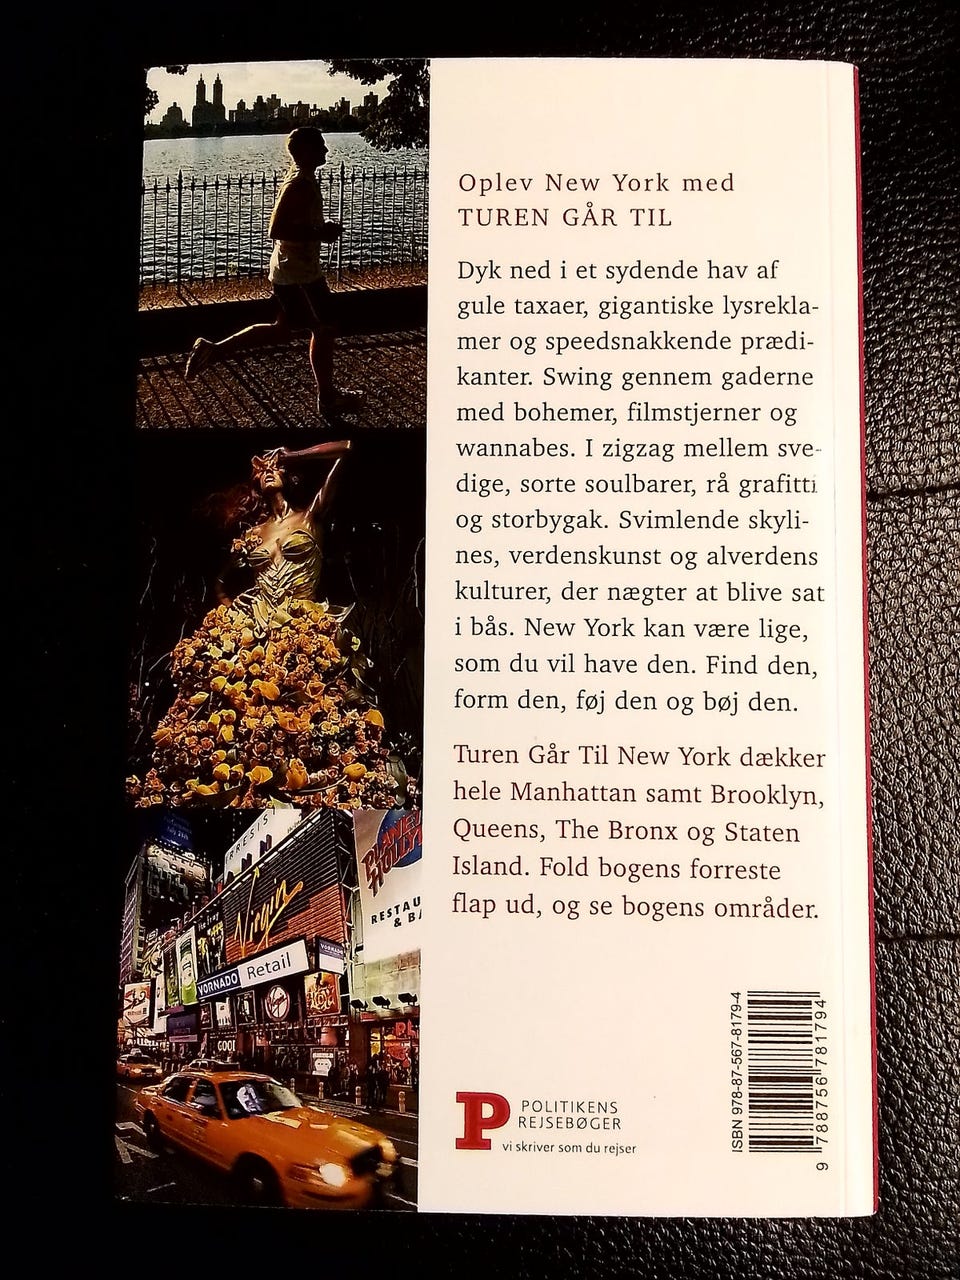 Oplev New York med
TUREN GÅR TIL
Dyk ned i et sydende hav af
gule taxaer, gigantiske lysrekla-
mer og speedsnakkende prædi-
kanter. Swing gennem gaderne
med bohemer, filmstjerner og
wannabes. I zigzag mellem sve-
dige, sorte soulbarer, rå grafitti
og storbygak. Svimlende skyli-
nes, verdenskunst og alverdens
kulturer, der nægter at blive sat
i bås. New York kan være lige,
som du vil have den. Find den,
form den, føj den og bøj den.
Turen Går Til New York dækker
hele Manhattan samt Brooklyn,
Queens, The Bronx og Staten
Island. Fold bogens forreste
flap ud, og se bogens områder.
P POLITIKENS
REJSEBØGER
vi skriver som du rejser
ISBN 978-87-567-8179-4
9 788756 781794
PLANET
HOLLY
RESTAU
& BA
Virgin
VORNADO Retail
VORNADO
Virgin